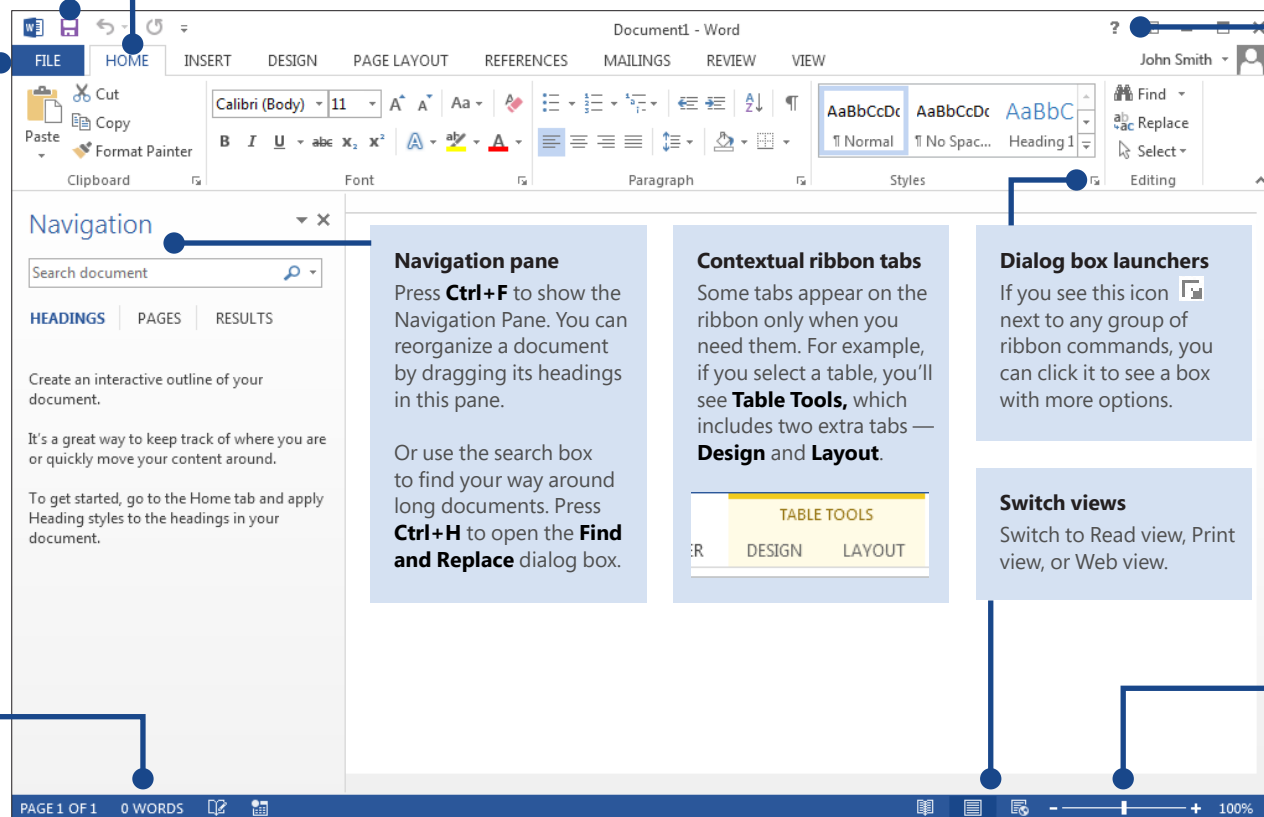 Document1 - Word
?
FILE HOME INSERT DESIGN PAGE LAYOUT REFERENCES MAILINGS REVIEW VIEW
John Smith
Paste
Cut
Copy
Format Painter
Clipboard
Calibri (Body) 11 A A Aa
B I U abc X₂ X² A aby A
Font
Paragraph
AaBbCcDc AaBbCcDc AaBbC
¶ Normal ¶ No Spac... Heading 1
Styles
Find
Replace
Select
Editing
Navigation
Search document
HEADINGS PAGES RESULTS
Create an interactive outline of your
document.
It's a great way to keep track of where you are
or quickly move your content around.
To get started, go to the Home tab and apply
Heading styles to the headings in your
document.
Navigation pane
Press Ctrl+F to show the
Navigation Pane. You can
reorganize a document
by dragging its headings
in this pane.
Or use the search box
to find your way around
long documents. Press
Ctrl+H to open the Find
and Replace dialog box.
Contextual ribbon tabs
Some tabs appear on the
ribbon only when you
need them. For example,
if you select a table, you'll
see Table Tools, which
includes two extra tabs —
Design and Layout.
TABLE TOOLS
ER DESIGN LAYOUT
Dialog box launchers
If you see this icon
next to any group of
ribbon commands, you
can click it to see a box
with more options.
Switch views
Switch to Read view, Print
view, or Web view.
PAGE 1 OF 1 0 WORDS
- + 100%